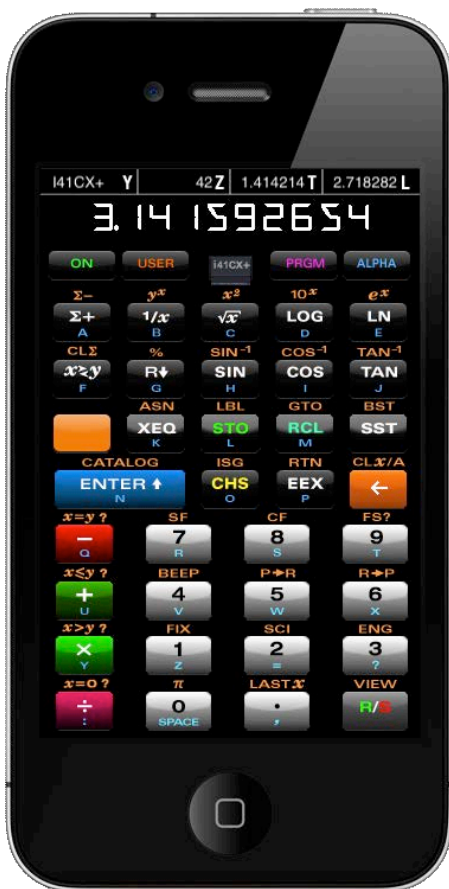 I41CX+ Y 42 Z 1.414214 T 2.718282 L
3.141592654
ON USER i41CX+ PRGM ALPHA
Σ− yˣ x² 10ˣ eˣ
Σ+ 1/x √x LOG LN
A B C D E
CLΣ % SIN⁻¹ COS⁻¹ TAN⁻¹
x≷y R↓ SIN COS TAN
F G H I J
ASN LBL GTO BST
XEQ STO RCL SST
K L M
CATALOG ISG RTN CLx/A
ENTER ↑ CHS EEX ←
N O P
x=y ? SF CF FS?
− 7 8 9
Q R S T
x≤y ? BEEP P→R R→P
+ 4 5 6
U V W X
x>y ? FIX SCI ENG
× 1 2 3
Y Z = ?
x=0 ? π LAST x VIEW
÷ 0 . R/S
: SPACE ,